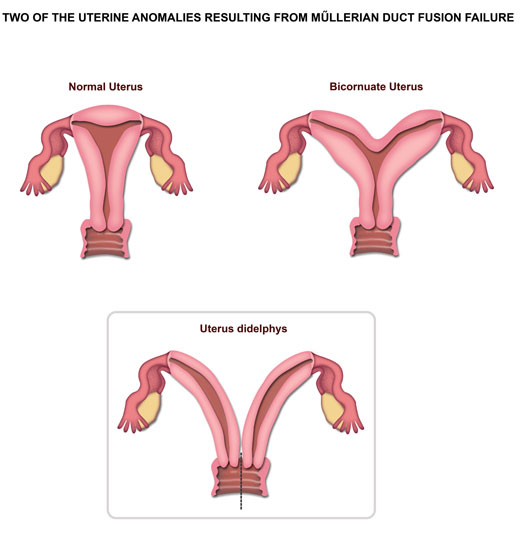 TWO OF THE UTERINE ANOMALIES RESULTING FROM MŰLLERIAN DUCT FUSION FAILURE
Normal Uterus
Bicornuate Uterus
Uterus didelphys